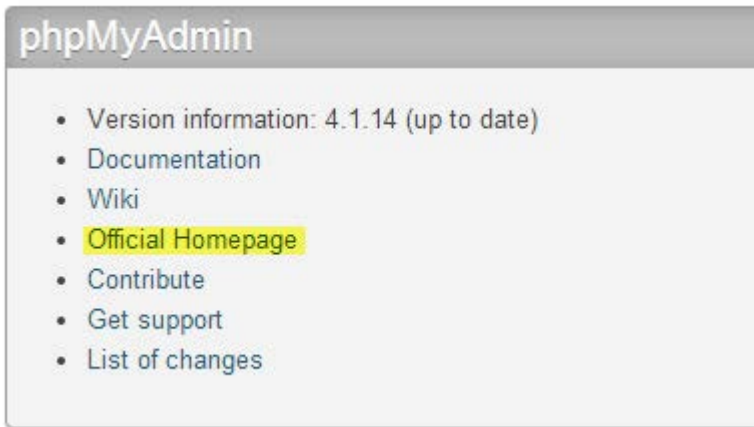 phpMyAdmin
Version information: 4.1.14 (up to date)
Documentation
Wiki
Official Homepage
Contribute
Get support
List of changes